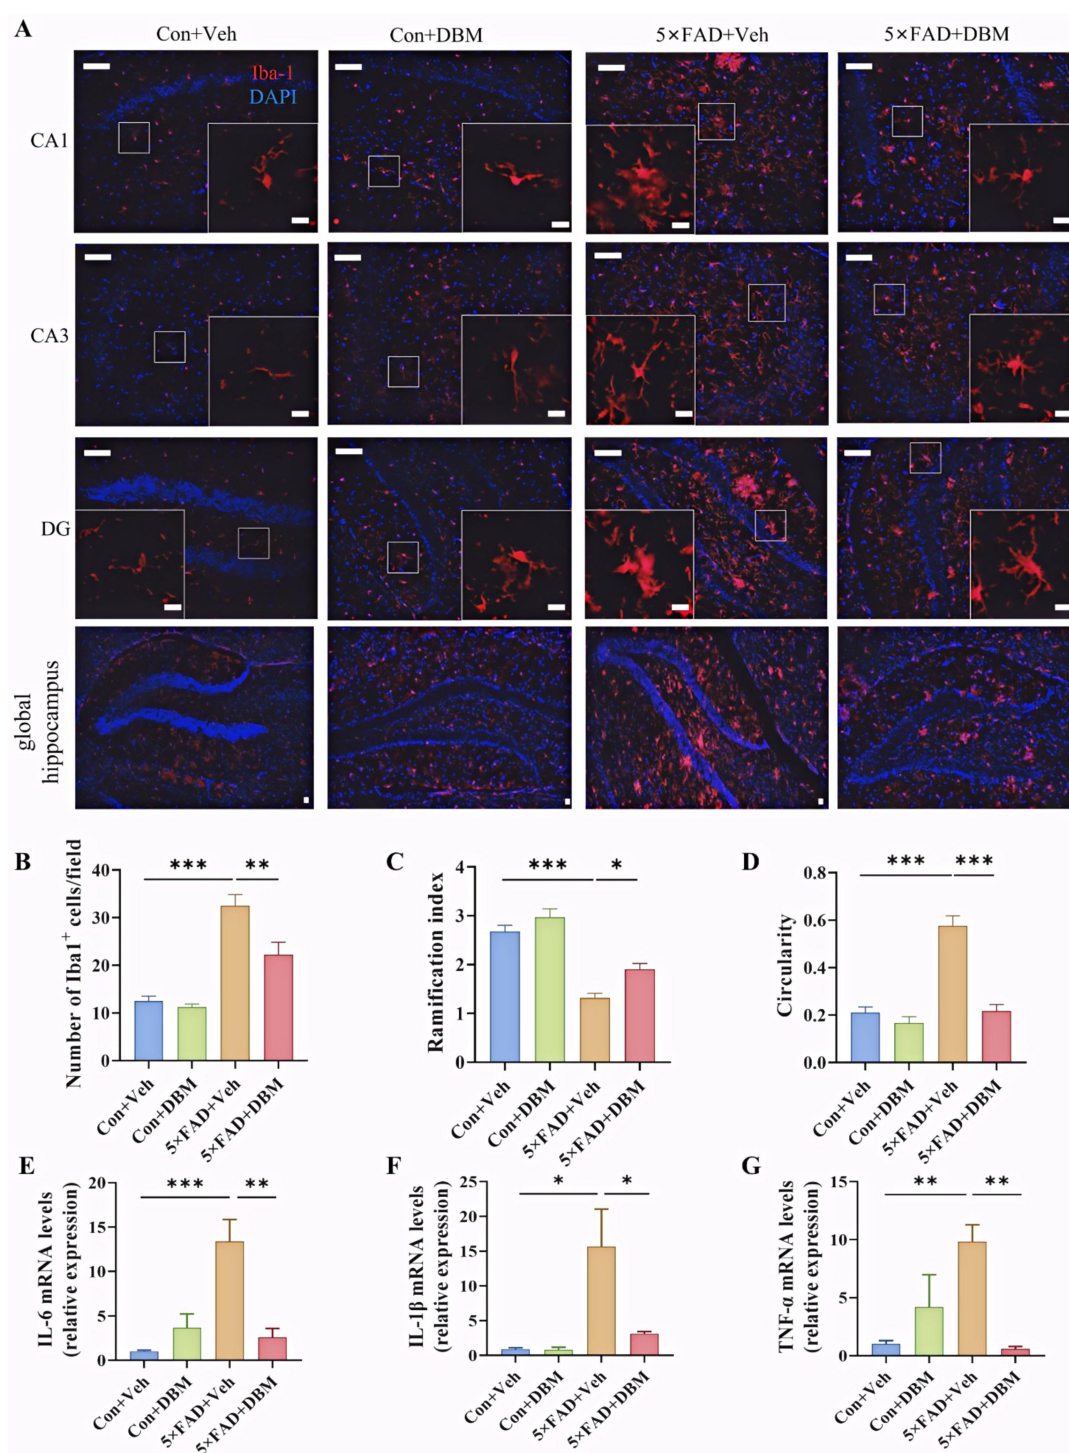 A
Con+Veh Con+DBM 5×FAD+Veh 5×FAD+DBM
Iba-1
DAPI
CA1
CA3
DG
global
hippocampus
B
Number of Iba1⁺ cells/field
40
30
20
10
0
*** **
Con+Veh
Con+DBM
5×FAD+Veh
5×FAD+DBM
C
Ramification index
4
3
2
1
0
*** *
Con+Veh
Con+DBM
5×FAD+Veh
5×FAD+DBM
D
Circularity
0.8
0.6
0.4
0.2
0.0
*** ***
Con+Veh
Con+DBM
5×FAD+Veh
5×FAD+DBM
E
IL-6 mRNA levels
(relative expression)
20
15
10
5
0
*** **
Con+Veh
Con+DBM
5×FAD+Veh
5×FAD+DBM
F
IL-1β mRNA levels
(relative expression)
25
20
15
10
5
0
* *
Con+Veh
Con+DBM
5×FAD+Veh
5×FAD+DBM
G
TNF-α mRNA levels
(relative expression)
15
10
5
0
** **
Con+Veh
Con+DBM
5×FAD+Veh
5×FAD+DBM